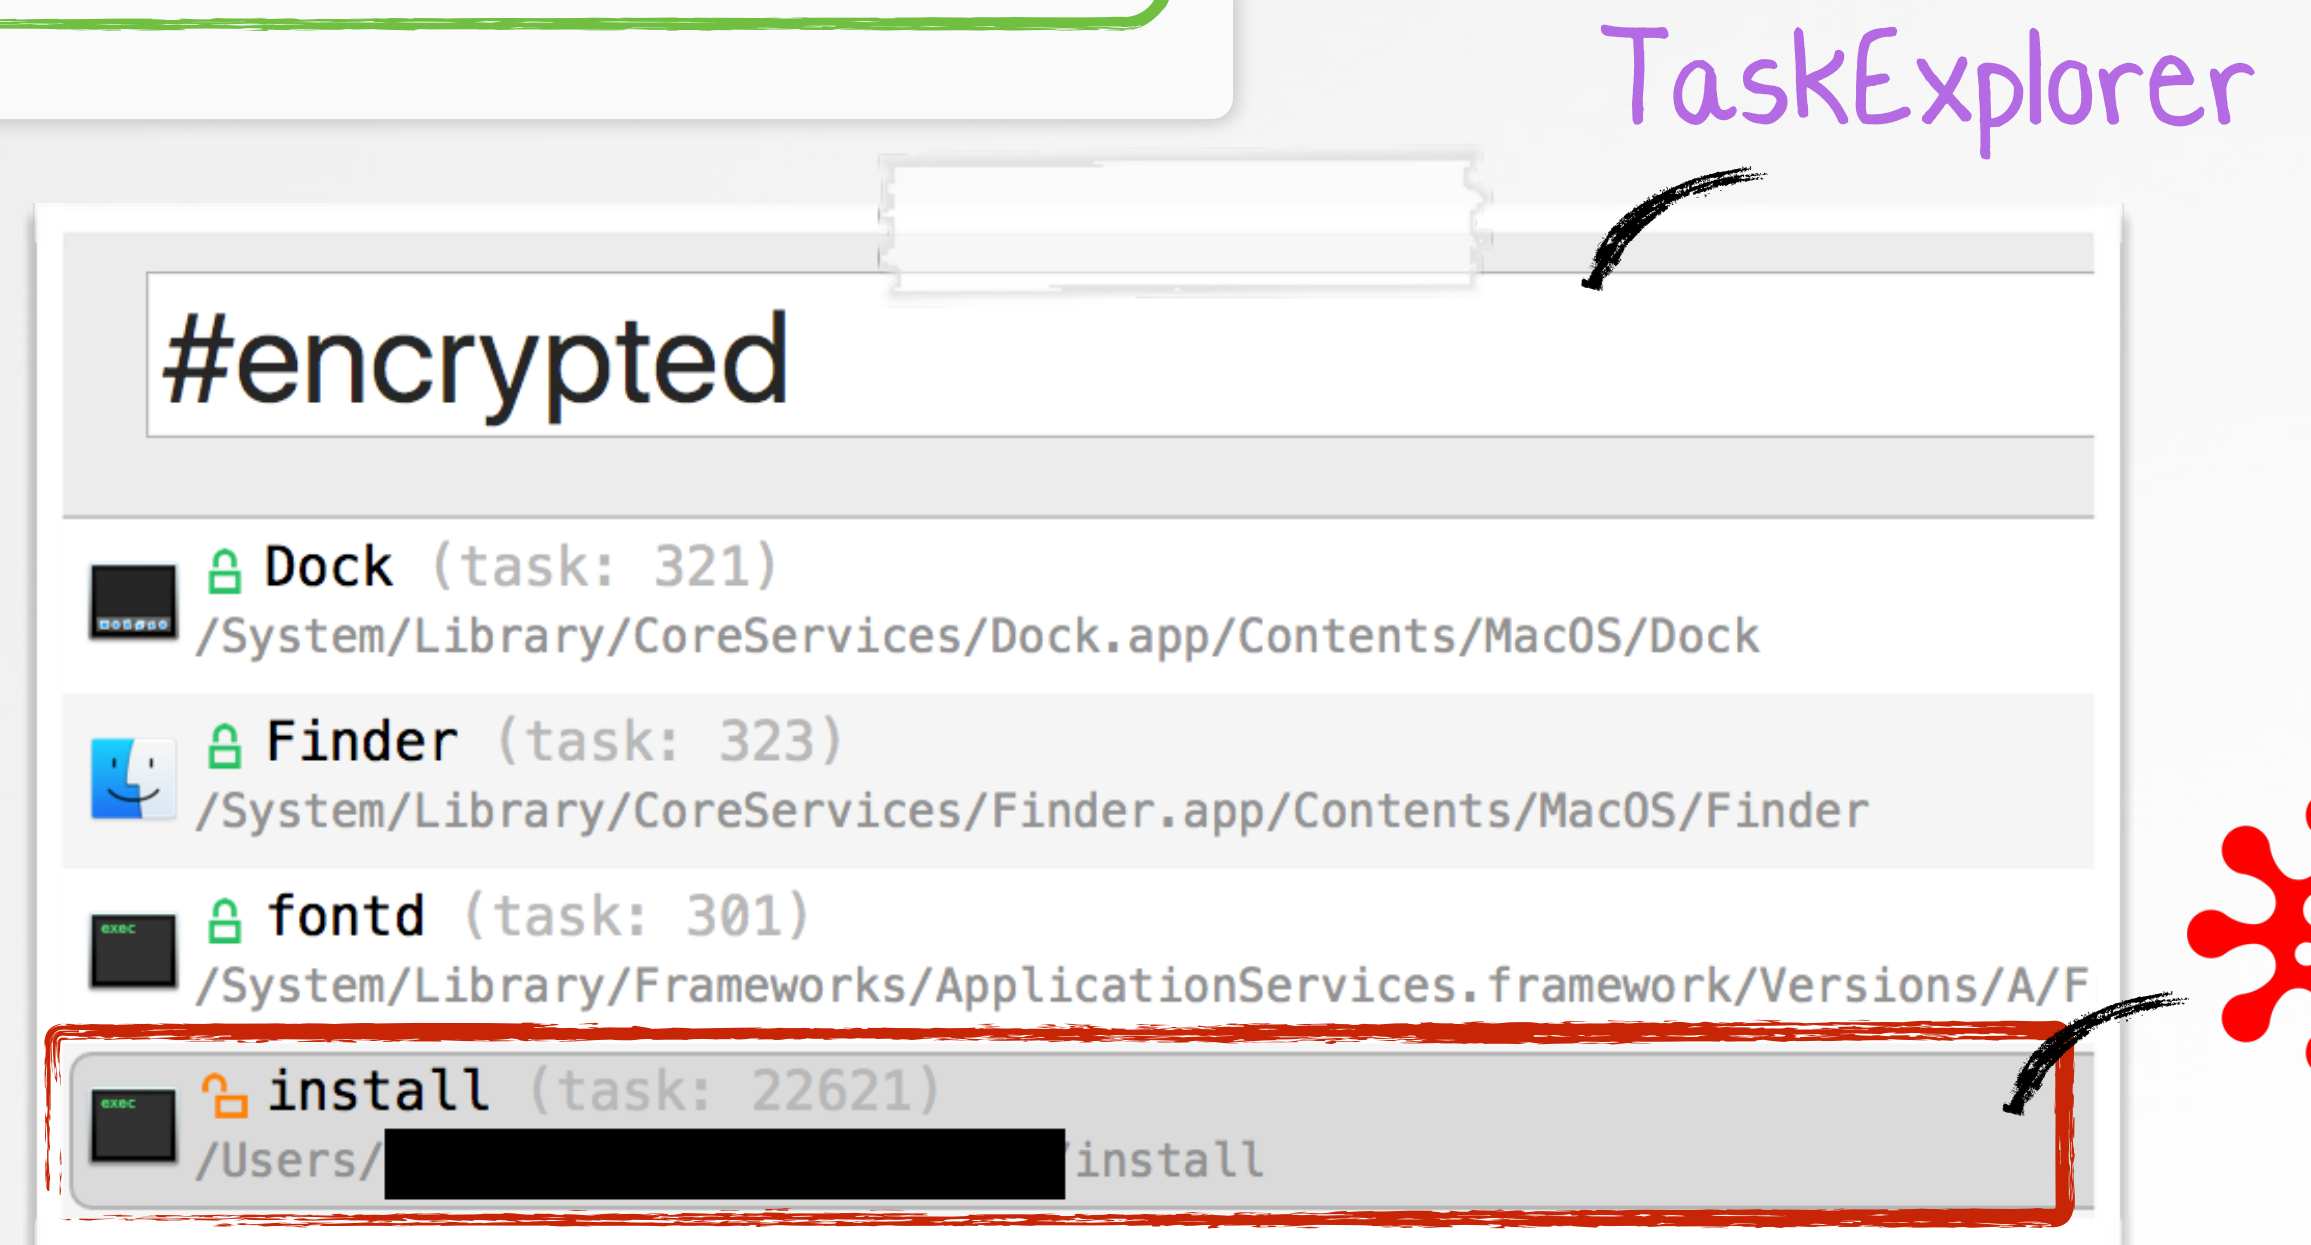 TaskExplorer
#encrypted
Dock (task: 321)
/System/Library/CoreServices/Dock.app/Contents/MacOS/Dock
Finder (task: 323)
/System/Library/CoreServices/Finder.app/Contents/MacOS/Finder
exec
fontd (task: 301)
/System/Library/Frameworks/ApplicationServices.framework/Versions/A/F
exec
install (task: 22621)
/Users/ /install